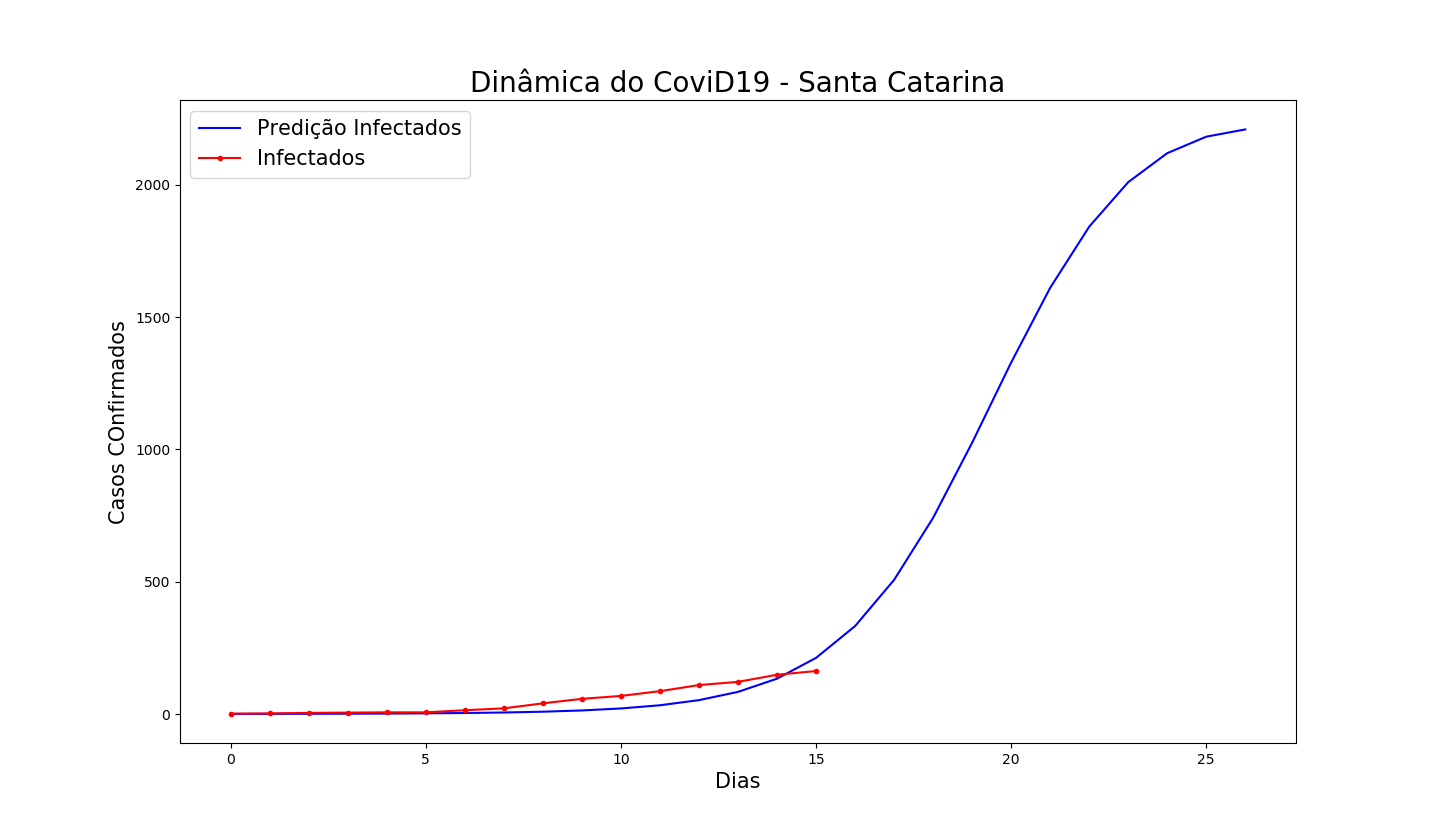 Dinâmica do CoviD19 - Santa Catarina
Predição Infectados
Infectados
2000
1500
1000
500
0
Casos COnfirmados
0 5 10 15 20 25
Dias